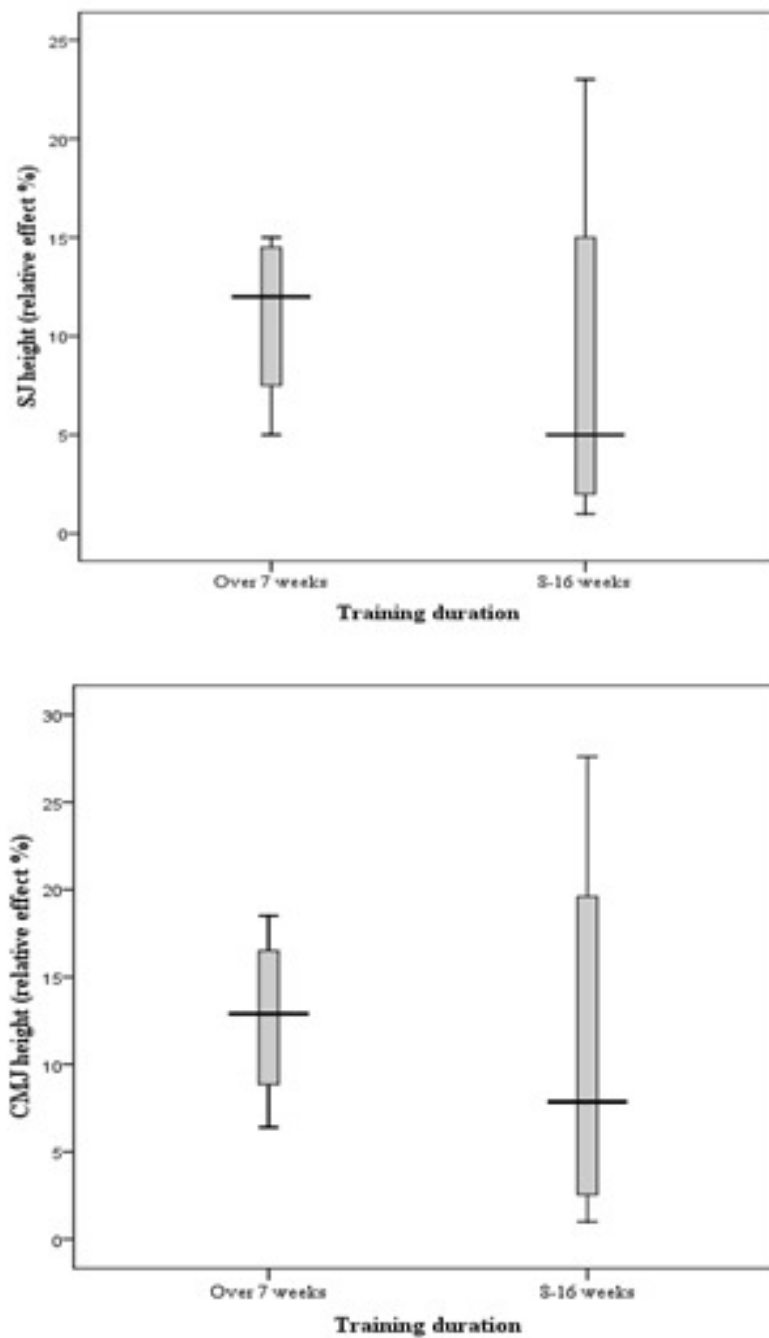 25
20
15
10
5
0
SJ height (relative effect %)
Over 7 weeks
8-16 weeks
Training duration
30
25
20
15
10
5
0
CMJ height (relative effect %)
Over 7 weeks
8-16 weeks
Training duration